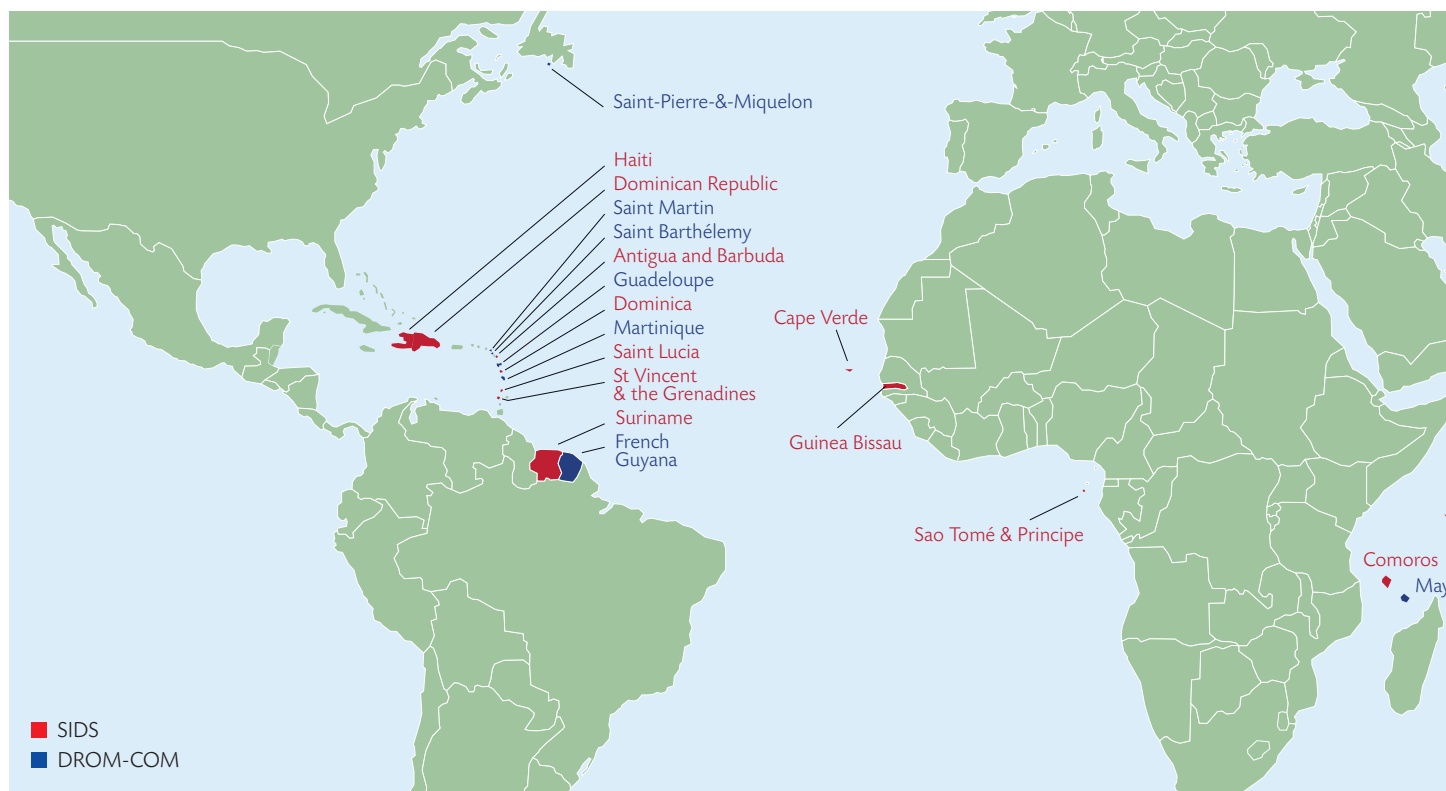 Saint-Pierre-&-Miquelon
Haiti
Dominican Republic
Saint Martin
Saint Barthélemy
Antigua and Barbuda
Guadeloupe
Dominica
Martinique
Saint Lucia
St Vincent
& the Grenadines
Suriname
French
Guyana
Cape Verde
Guinea Bissau
Sao Tomé & Principe
Comoros
May
SIDS
DROM-COM